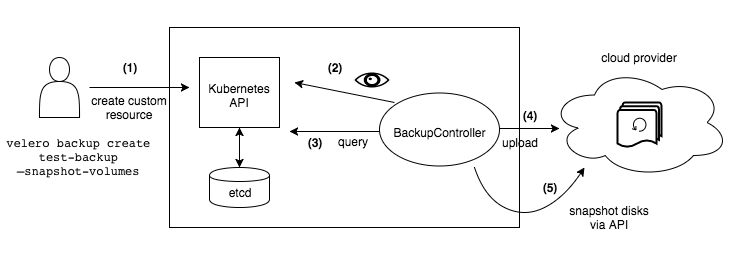 (1)
create custom
resource
velero backup create
test-backup
—snapshot-volumes
Kubernetes
API
etcd
(2)
(3) query
BackupController
(4)
upload
(5)
snapshot disks
via API
cloud provider